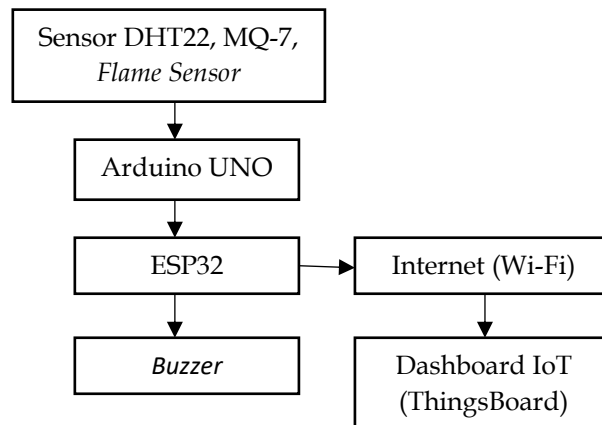 Sensor DHT22, MQ-7,
Flame Sensor
Arduino UNO
ESP32
Internet (Wi-Fi)
Buzzer
Dashboard IoT
(ThingsBoard)